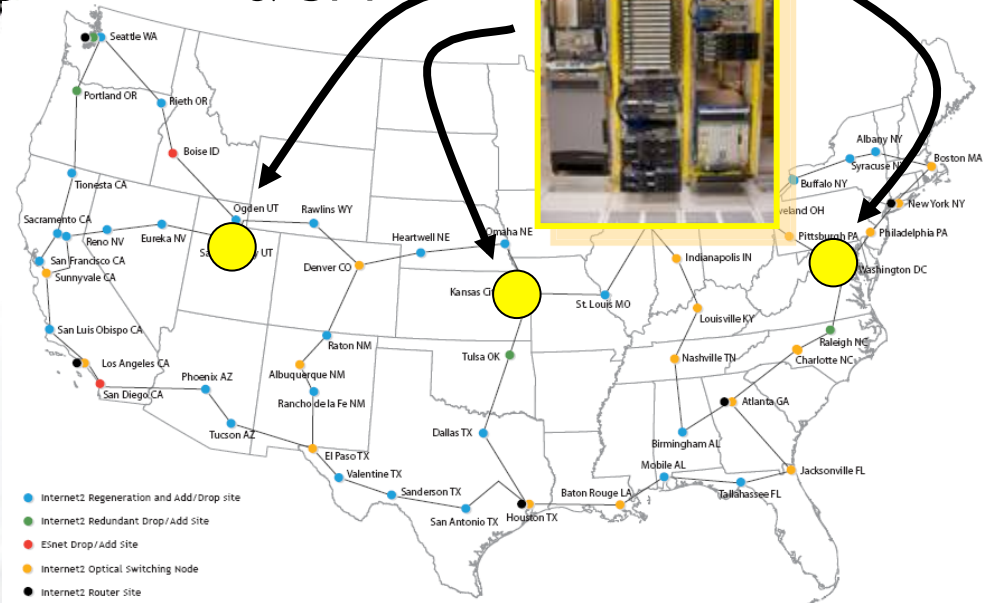 Seattle WA
Portland OR
Rieth OR
Boise ID
Albany NY
Syracuse
Boston MA
Buffalo NY
Tionesta CA
Ogden UT
Rawlins WY
New York NY
Sacramento CA
Reno NV
Eureka NV
Heartwell NE
Omaha NE
Pittsburgh PA
Philadelphia PA
UT
Denver CO
Indianapolis IN
Washington DC
San Francisco CA
Sunnyvale CA
St. Louis MO
Louisville KY
San Luis Obispo CA
Raton NM
Raleigh NC
Los Angeles CA
Tulsa OK
Nashville TN
Charlotte NC
Phoenix AZ
Albuquerque NM
San Diego CA
Rancho de la Fe NM
Atlanta GA
Tucson AZ
Dallas TX
Birmingham AL
El Paso TX
Valentine TX
Mobile AL
Jacksonville FL
Sanderson TX
Baton Rouge LA
Tallahassee FL
San Antonio TX
Houston TX
Internet2 Regeneration and Add/Drop site
Internet2 Redundant Drop/Add Site
ESnet Drop/Add Site
Internet2 Optical Switching Node
Internet2 Router Site